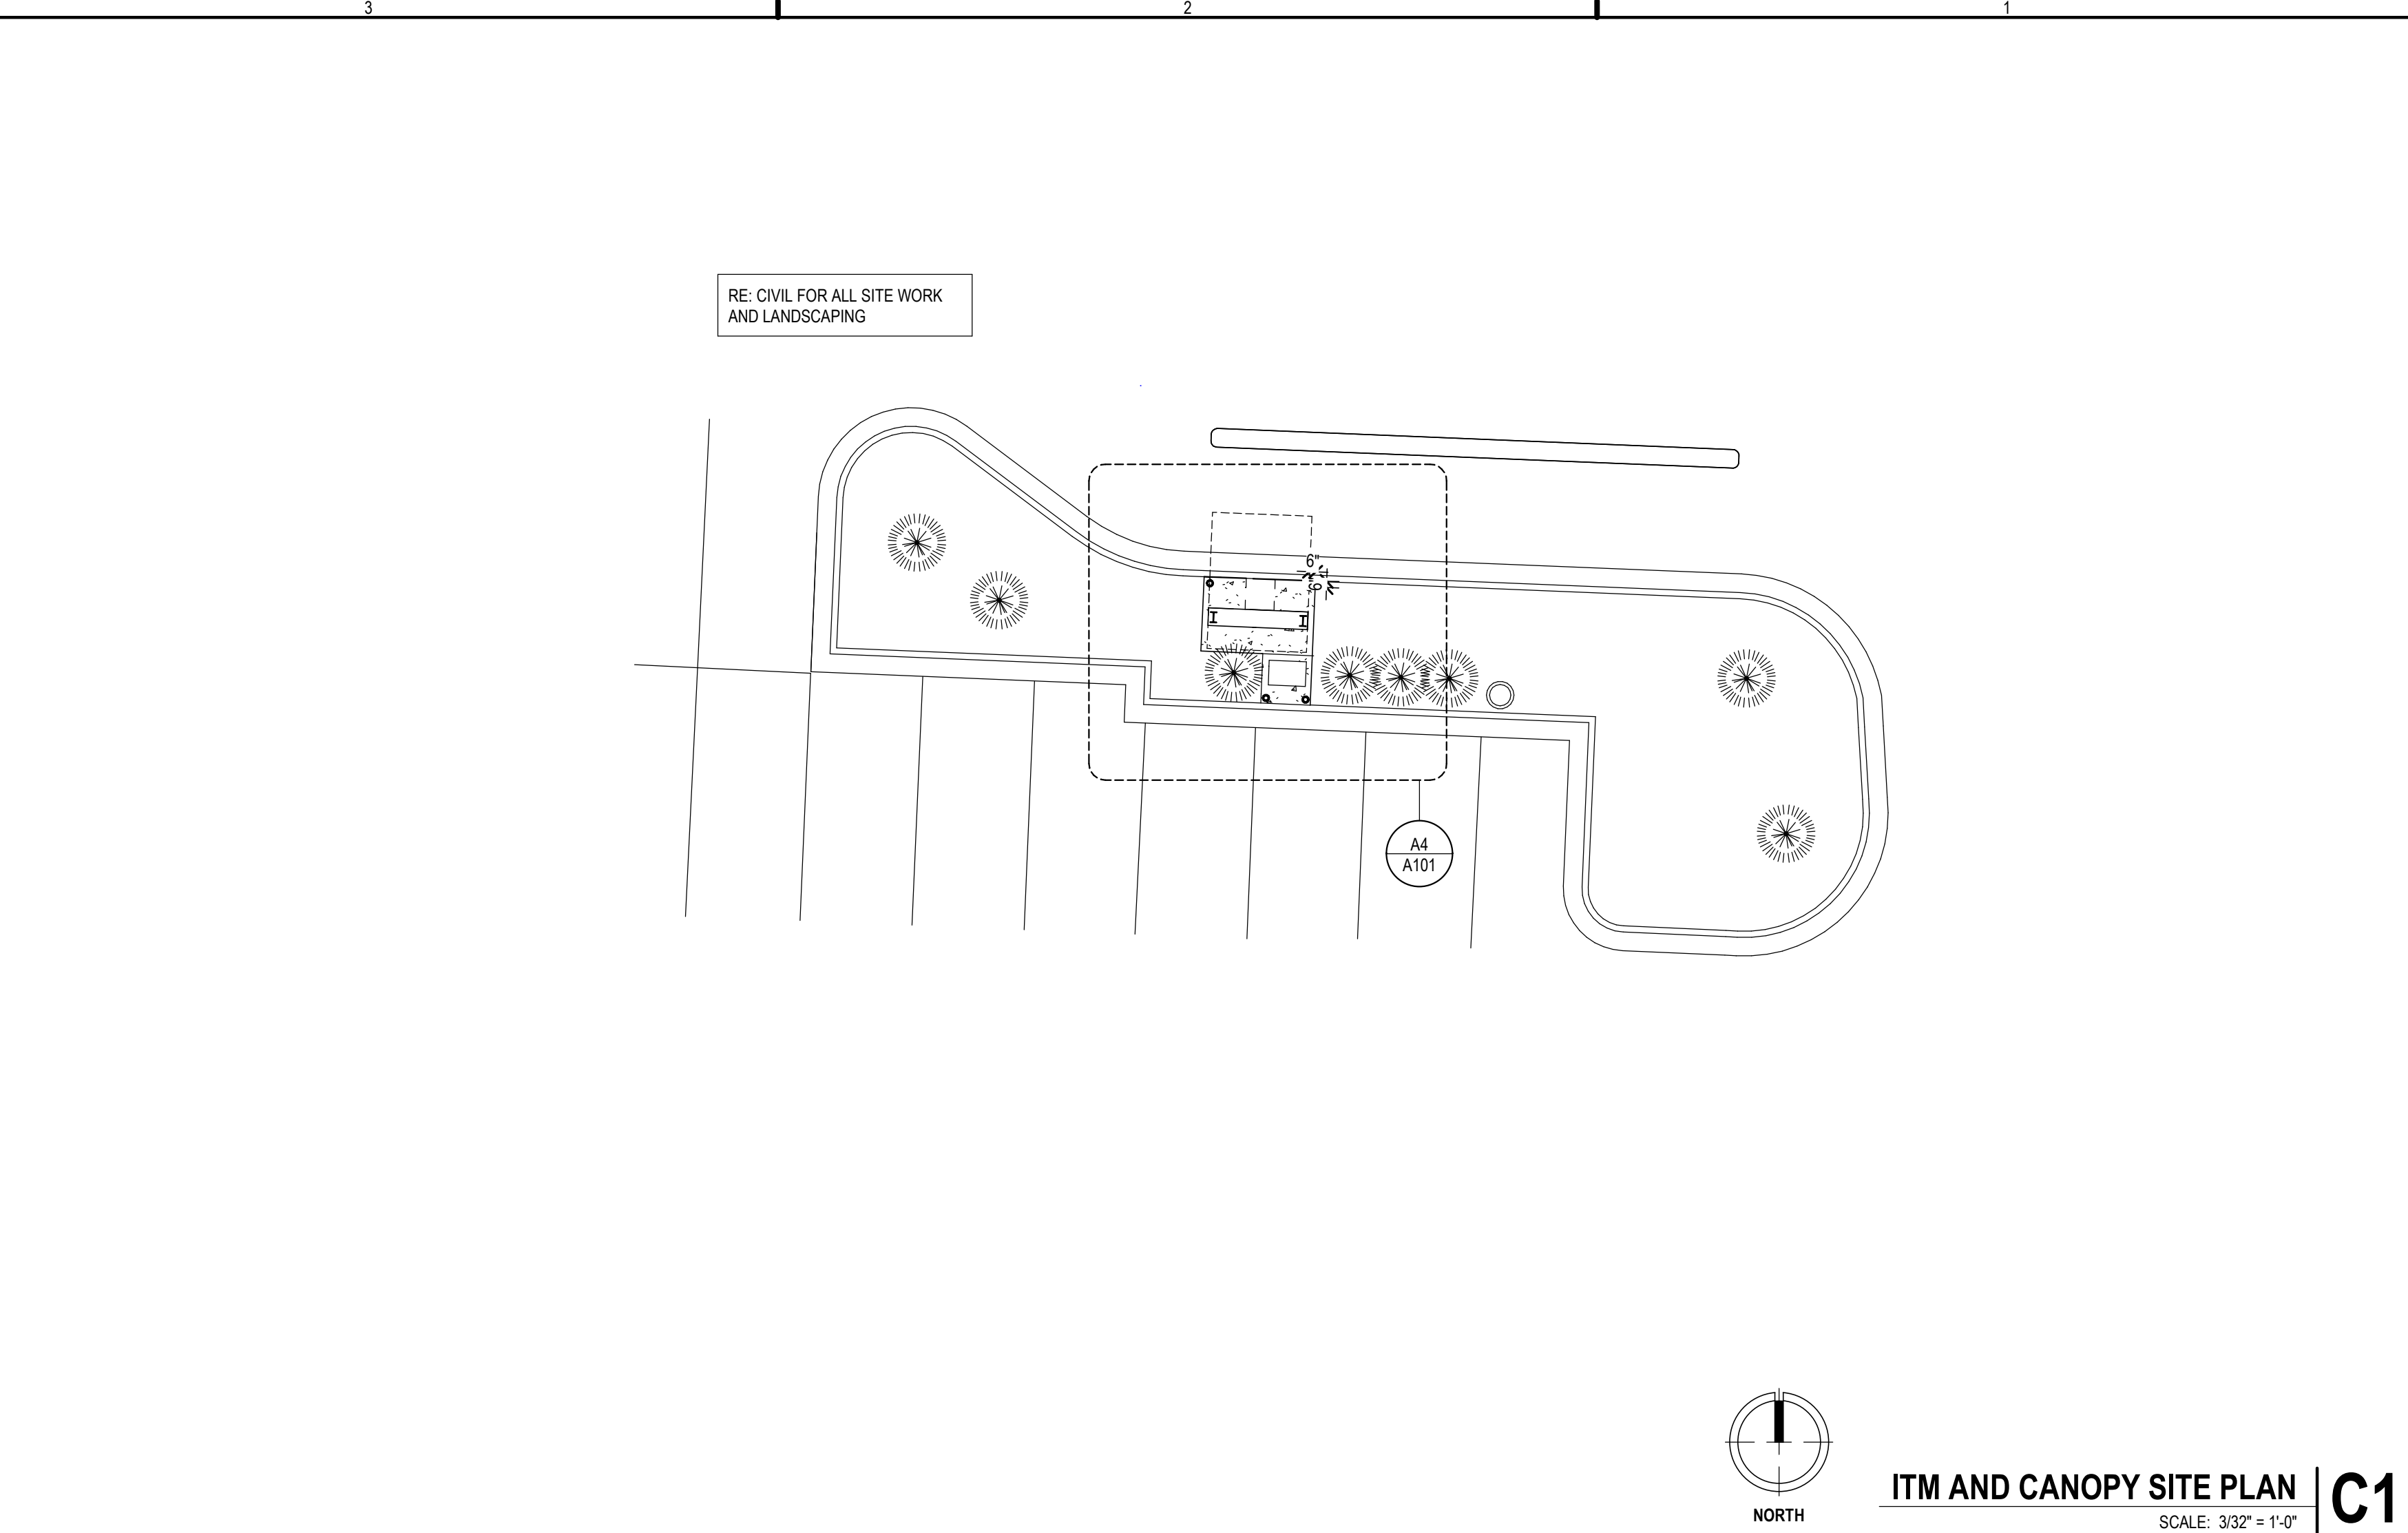 3
2
1
RE: CIVIL FOR ALL SITE WORK
AND LANDSCAPING
6"
6"
A4
A101
NORTH
ITM AND CANOPY SITE PLAN
SCALE: 3/32" = 1'-0"
C1